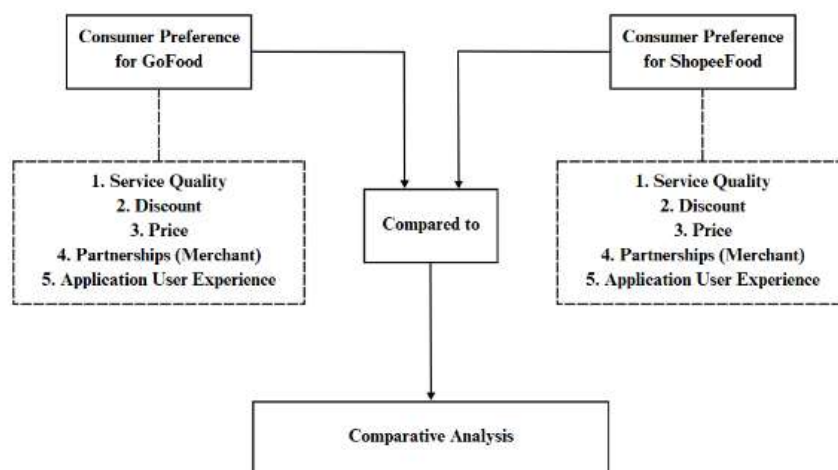 Consumer Preference
for GoFood
Consumer Preference
for ShopeeFood
1. Service Quality
2. Discount
3. Price
4. Partnerships (Merchant)
5. Application User Experience
Compared to
1. Service Quality
2. Discount
3. Price
4. Partnerships (Merchant)
5. Application User Experience
Comparative Analysis